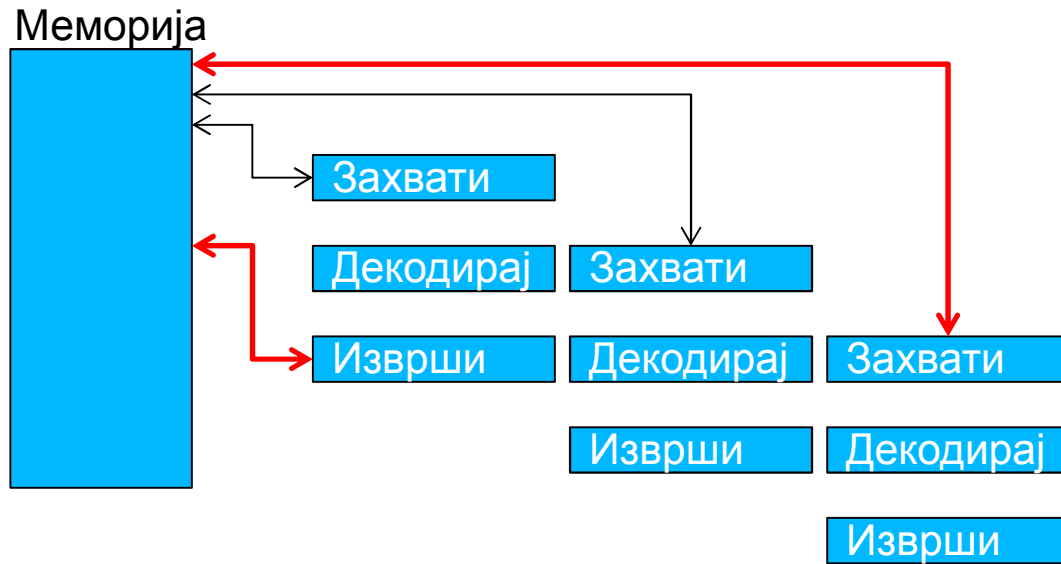 Меморија
Захвати
Декодирај Захвати
Изврши Декодирај Захвати
Изврши Декодирај
Изврши